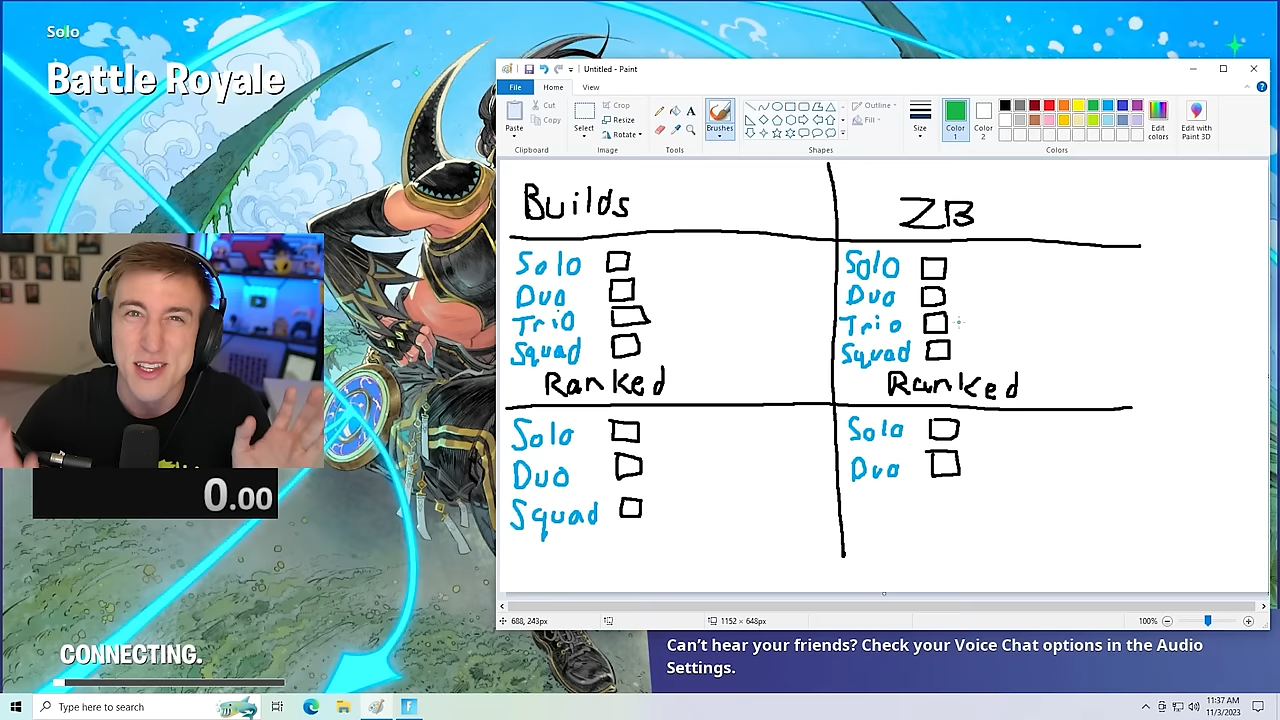 Solo
Battle Royale
Untitled - Paint
File Home View
Paste
Cut
Copy
Clipboard
Select
Crop
Resize
Rotate
Image
Tools
Brushes
Shapes
Outline
Fill
Size
Color 1
Color 2
Colors
Edit colors
Edit with Paint 3D
Builds
Solo
Duo
Trio
Squad
Ranked
Solo
Duo
Squad
ZB
Solo
Duo
Trio
Squad
Ranked
Solo
Duo
0.00
688, 243px
1152 × 648px
100%
CONNECTING.
Can't hear your friends? Check your Voice Chat options in the Audio
Settings.
Type here to search
11:37 AM
11/3/2023